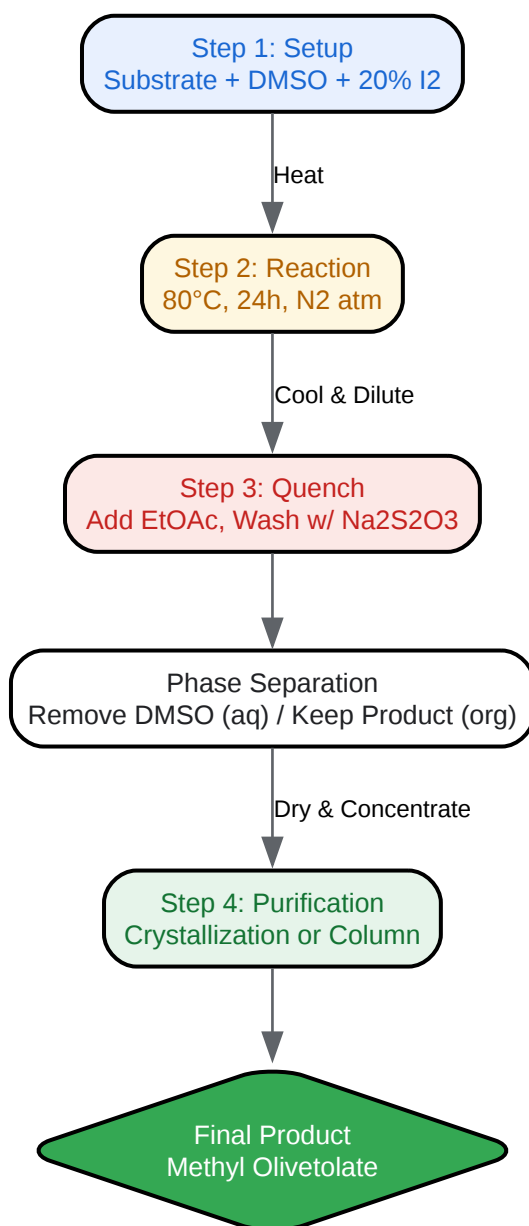 Step 1: Setup
Substrate + DMSO + 20% I2
Heat
Step 2: Reaction
80°C, 24h, N2 atm
Cool & Dilute
Step 3: Quench
Add EtOAc, Wash w/ Na2S2O3
Phase Separation
Remove DMSO (aq) / Keep Product (org)
Dry & Concentrate
Step 4: Purification
Crystallization or Column
Final Product
Methyl Olivetolate